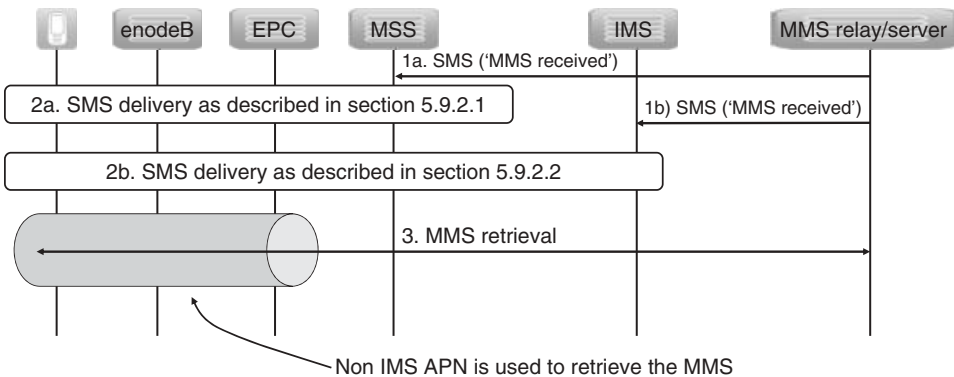 enodeB EPC MSS IMS MMS relay/server
1a. SMS ('MMS received')
2a. SMS delivery as described in section 5.9.2.1
1b) SMS ('MMS received')
2b. SMS delivery as described in section 5.9.2.2
3. MMS retrieval
Non IMS APN is used to retrieve the MMS